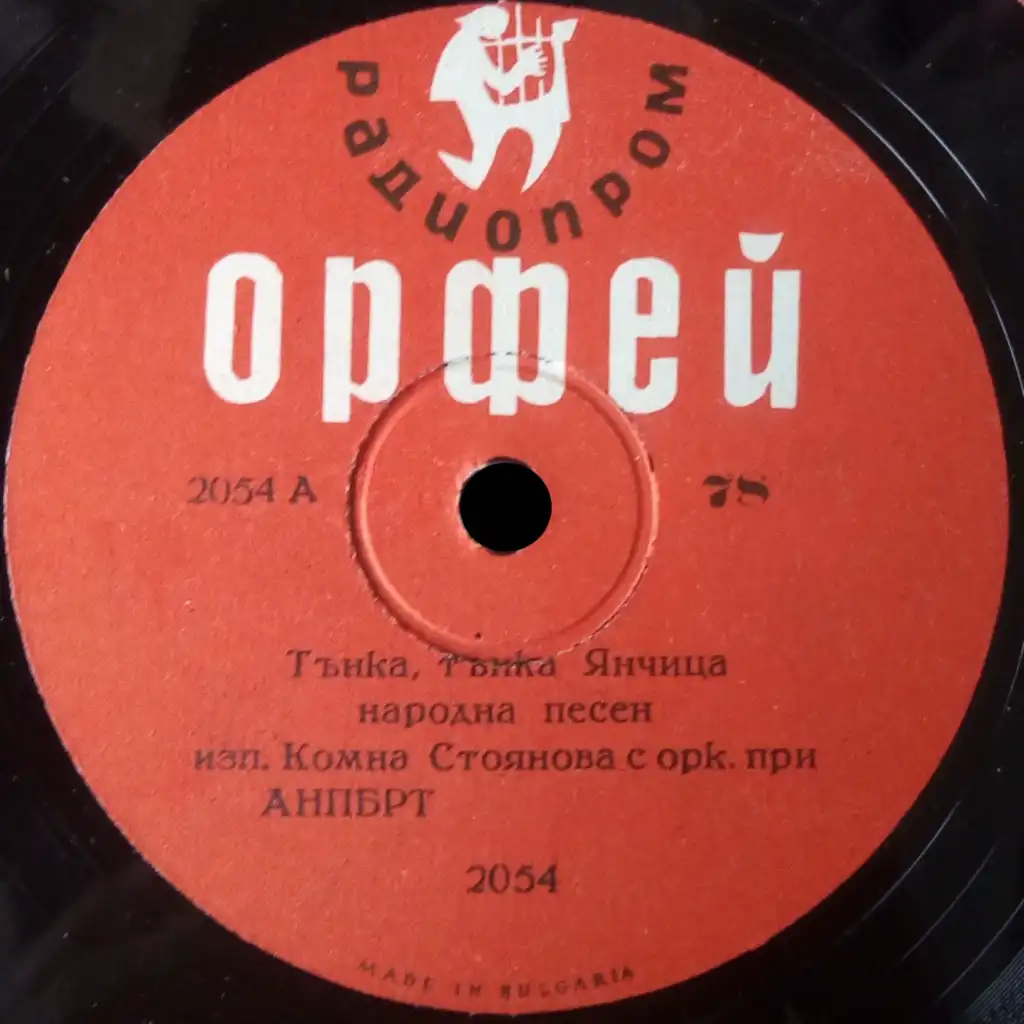 радиопром
орфей
2054 А 78
Тънка, тънка Янчица
народна песен
изп. Комна Стоянова с орк. при
АНПБРТ
2054
MADE IN BULGARIA